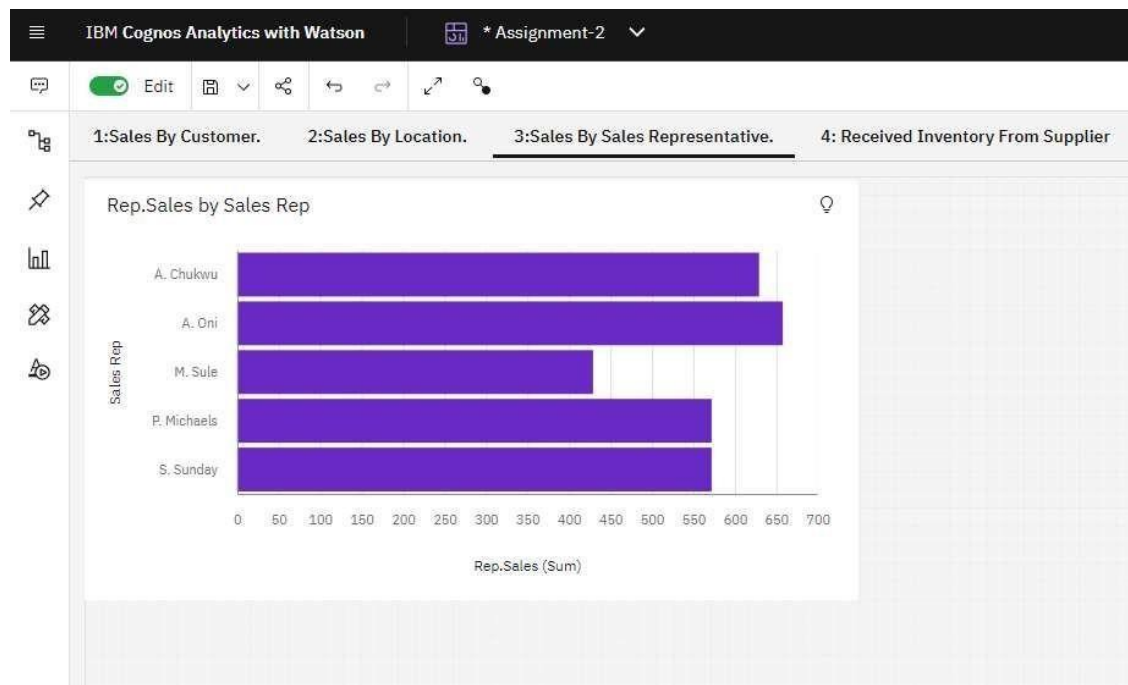 IBM Cognos Analytics with Watson
* Assignment-2
Edit
1:Sales By Customer. 2:Sales By Location. 3:Sales By Sales Representative. 4: Received Inventory From Supplier
Rep.Sales by Sales Rep
Sales Rep
A. Chukwu
A. Oni
M. Sule
P. Michaels
S. Sunday
0 50 100 150 200 250 300 350 400 450 500 550 600 650 700
Rep.Sales (Sum)